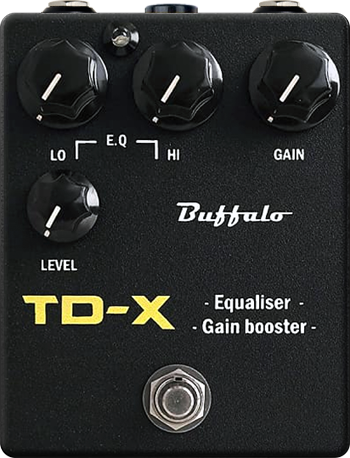 LO E.Q HI GAIN
LEVEL
Buffalo
TD-X
- Equaliser -
- Gain booster -